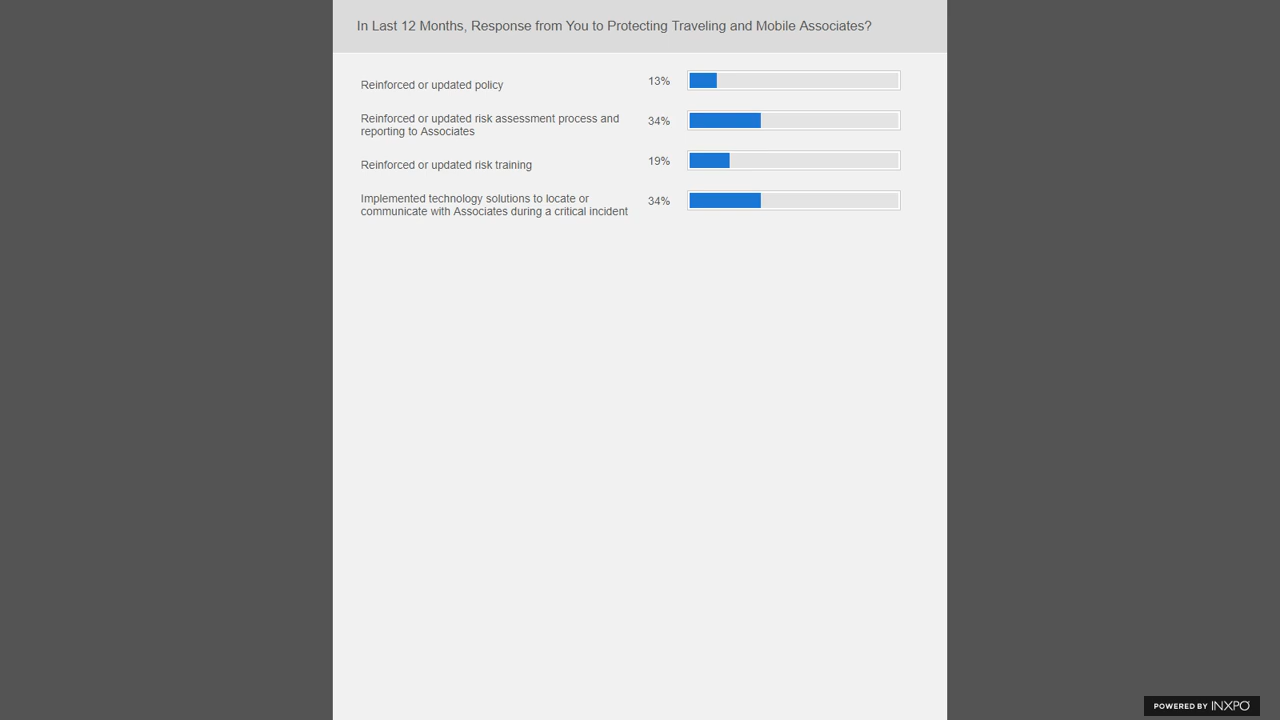 In Last 12 Months, Response from You to Protecting Traveling and Mobile Associates?
Reinforced or updated policy
13%
Reinforced or updated risk assessment process and
reporting to Associates
34%
Reinforced or updated risk training
19%
Implemented technology solutions to locate or
communicate with Associates during a critical incident
34%
POWERED BY INXPO